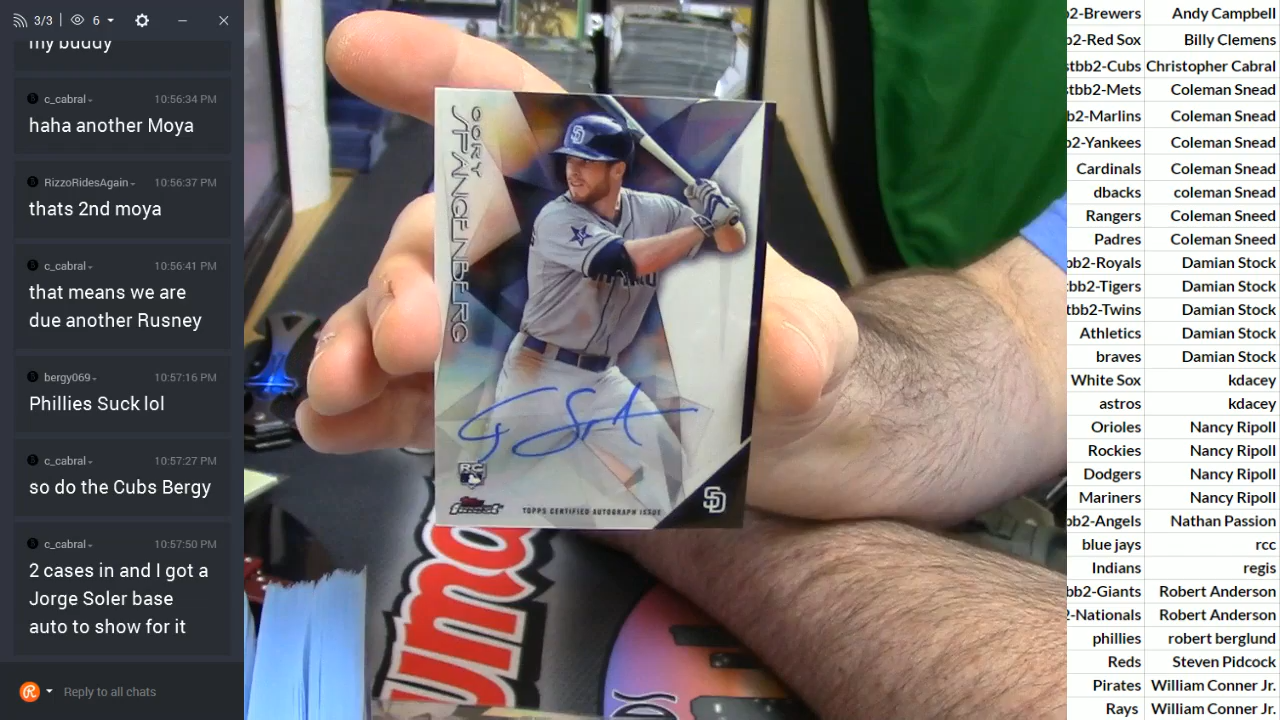 3/3
6
my buddy
c_cabral
10:56:34 PM
haha another Moya
RizzoRidesAgain
10:56:37 PM
thats 2nd moya
c_cabral
10:56:41 PM
that means we are
due another Rusney
bergy069
10:57:16 PM
Phillies Suck lol
c_cabral
10:57:27 PM
so do the Cubs Bergy
c_cabral
10:57:50 PM
2 cases in and I got a
Jorge Soler base
auto to show for it
Reply to all chats
CORY
SPANGENBERG
SD
RC
Topps
Finest
TOPPS CERTIFIED AUTOGRAPH ISSUE
SD
b2-Brewers Andy Campbell
b2-Red Sox Billy Clemens
stbb2-Cubs Christopher Cabral
stbb2-Mets Coleman Snead
bb2-Marlins Coleman Snead
b2-Yankees Coleman Snead
Cardinals Coleman Snead
dbacks coleman Snead
Rangers Coleman Sneed
Padres Coleman Sneed
bb2-Royals Damian Stock
bb2-Tigers Damian Stock
tbb2-Twins Damian Stock
Athletics Damian Stock
braves Damian Stock
White Sox kdacey
astros kdacey
Orioles Nancy Ripoll
Rockies Nancy Ripoll
Dodgers Nancy Ripoll
Mariners Nancy Ripoll
bb2-Angels Nathan Passion
blue jays rcc
Indians regis
bb2-Giants Robert Anderson
2-Nationals Robert Anderson
phillies robert berglund
Reds Steven Pidcock
Pirates William Conner Jr.
Rays William Conner Jr.